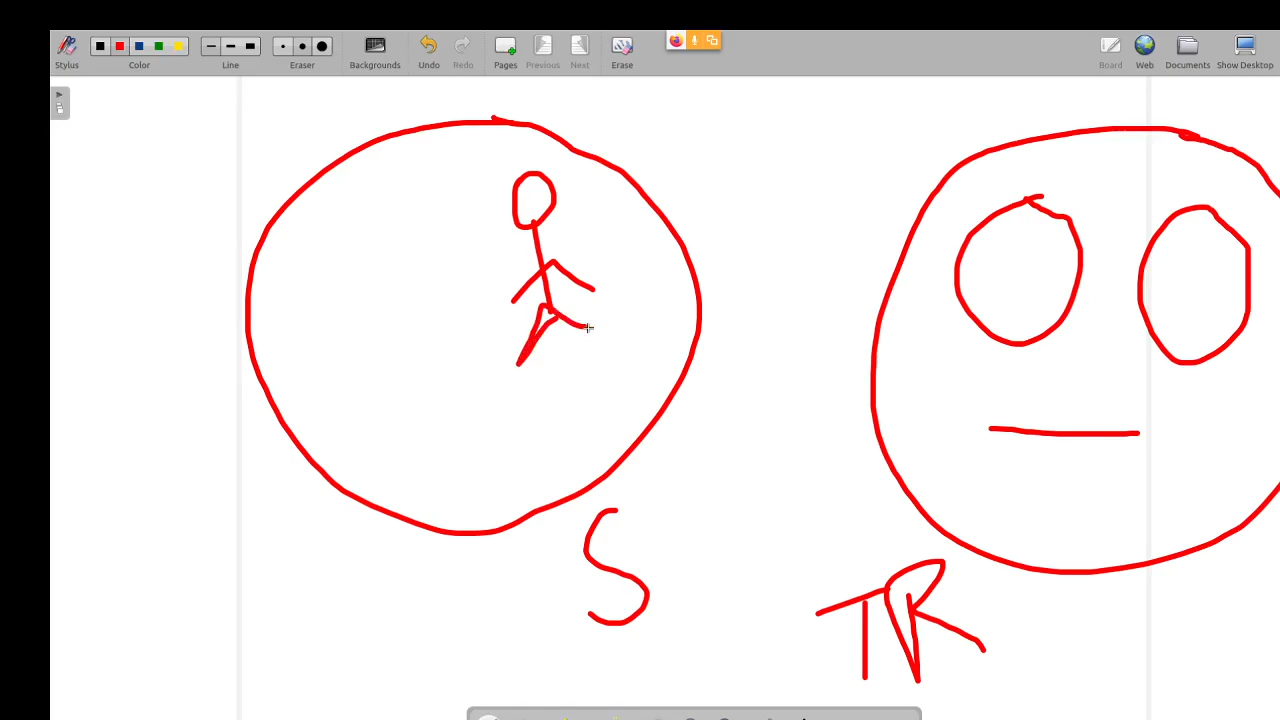 Stylus Color Line Eraser Backgrounds Undo Redo Pages Previous Next Erase Board Web Documents Show Desktop
S
TR